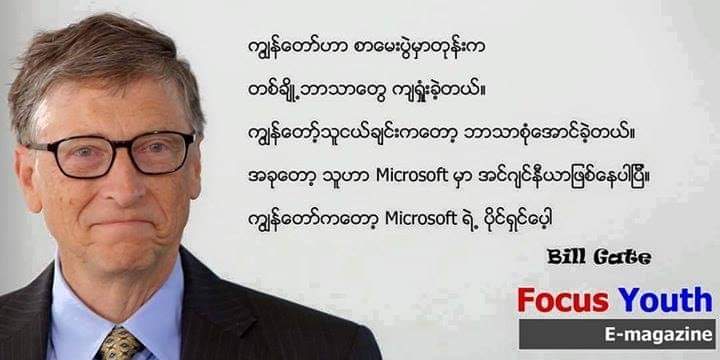 ကျွန်တော်ဟာ စာမေးပွဲမှာတုန်းက
တစ်ချို့ဘာသာတွေ ကျရှုံးခဲ့တယ်။
ကျွန်တော့်သူငယ်ချင်းကတော့ ဘာသာစုံအောင်ခဲ့တယ်။
အခုတော့ သူဟာ Microsoft မှာ အင်ဂျင်နီယာဖြစ်နေပါပြီ။
ကျွန်တော်ကတော့ Microsoft ရဲ့ ပိုင်ရှင်ပေ့ါ
Bill Gate
Focus Youth
E-magazine